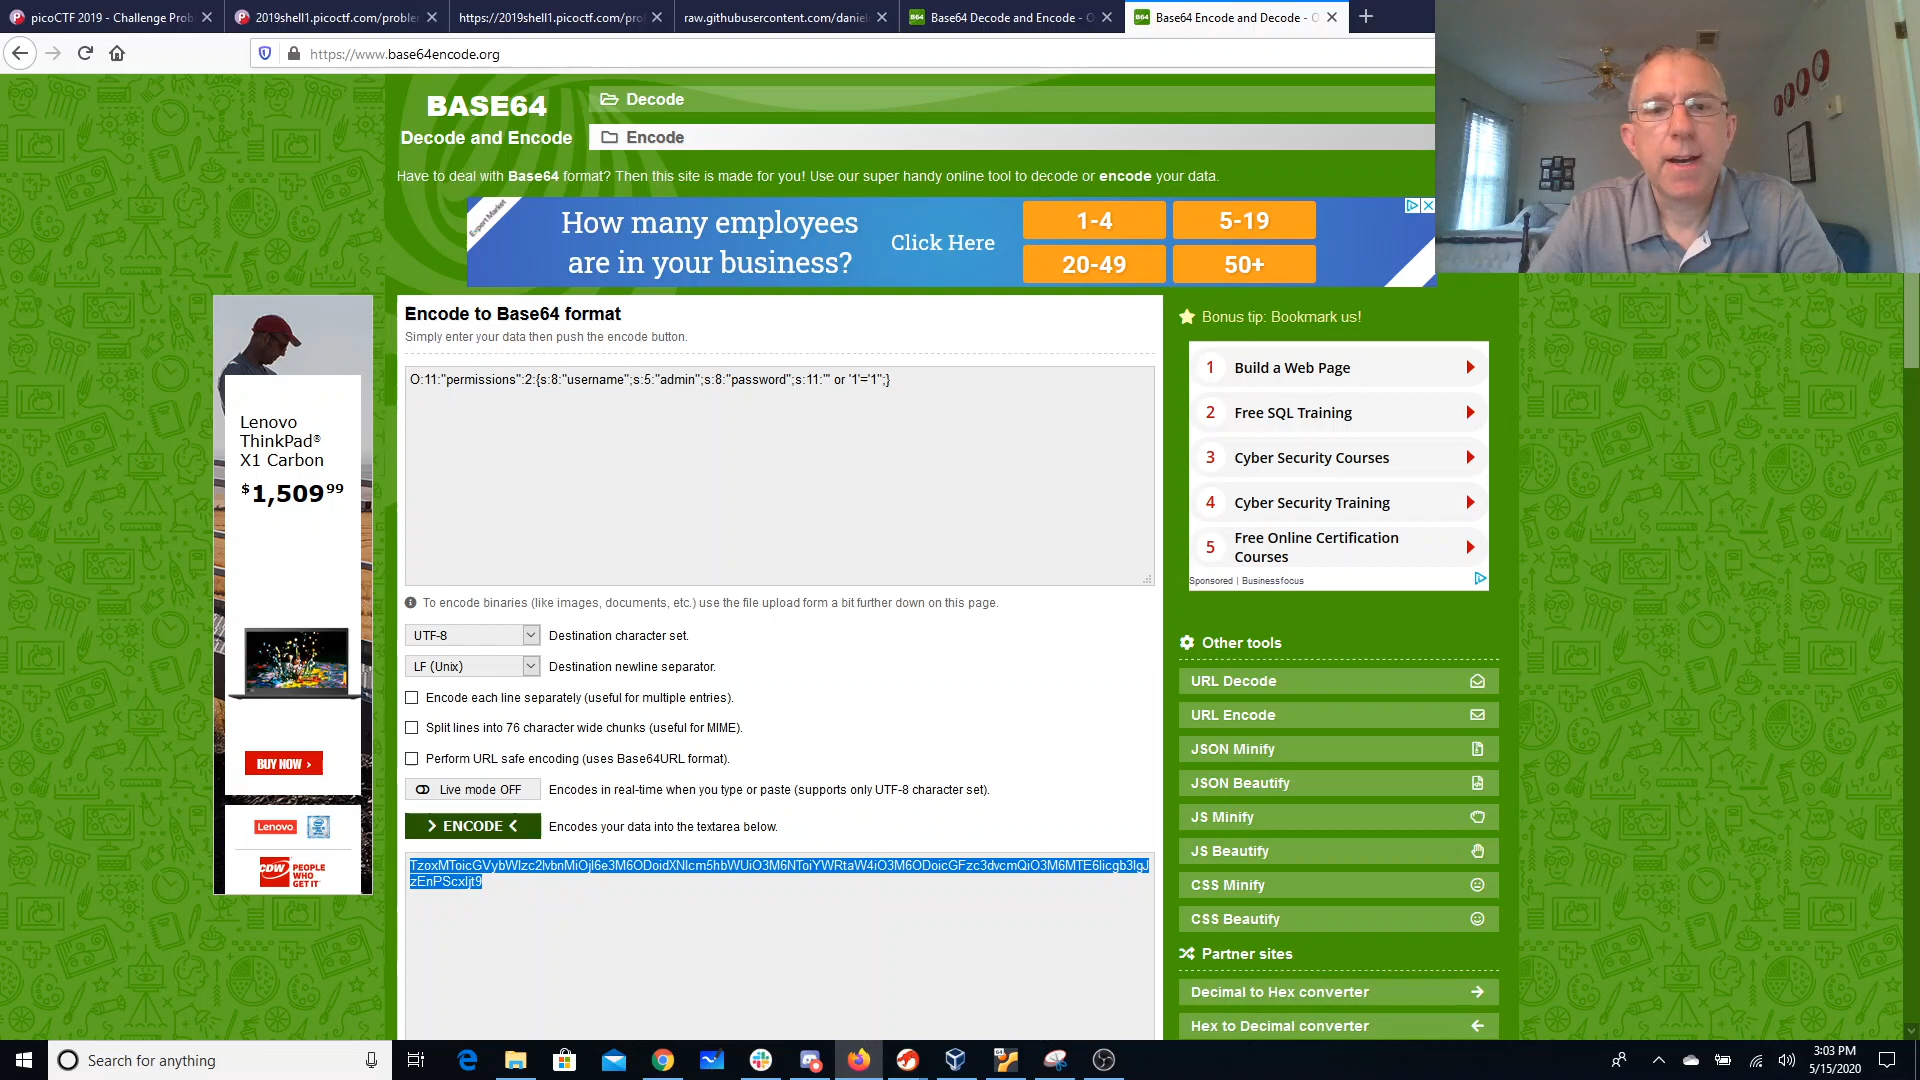 picoCTF 2019 - Challenge Prob
2019shell1.picoctf.com/proble
https://2019shell1.picoctf.com/pro
raw.githubusercontent.com/daniel
Base64 Decode and Encode - O
Base64 Encode and Decode - O
https://www.base64encode.org
BASE64
Decode and Encode
Decode
Encode
Have to deal with Base64 format? Then this site is made for you! Use our super handy online tool to decode or encode your data.
Expert Market
How many employees
are in your business?
Click Here
1-4
5-19
20-49
50+
Encode to Base64 format
Simply enter your data then push the encode button.
O:11:"permissions":2:{s:8:"username";s:5:"admin";s:8:"password";s:11:"' or '1'='1";}
To encode binaries (like images, documents, etc.) use the file upload form a bit further down on this page.
UTF-8
Destination character set.
LF (Unix)
Destination newline separator.
Encode each line separately (useful for multiple entries).
Split lines into 76 character wide chunks (useful for MIME).
Perform URL safe encoding (uses Base64URL format).
Live mode OFF
Encodes in real-time when you type or paste (supports only UTF-8 character set).
> ENCODE <
Encodes your data into the textarea below.
TzoxMToicGVybWlzc2lvbnMiOjI6e3M6ODoidXNlcm5hbWUiO3M6NToiYWRtaW4iO3M6ODoicGFzc3dvcmQiO3M6MTE6Iicgb3IgJ
zEnPScxIjt9
Lenovo
ThinkPad®
X1 Carbon
$1,509 99
BUY NOW >
Lenovo
CDW
PEOPLE
WHO
GET IT
Bonus tip: Bookmark us!
1 Build a Web Page
2 Free SQL Training
3 Cyber Security Courses
4 Cyber Security Training
5 Free Online Certification
Courses
Sponsored | Businessfocus
Other tools
URL Decode
URL Encode
JSON Minify
JSON Beautify
JS Minify
JS Beautify
CSS Minify
CSS Beautify
Partner sites
Decimal to Hex converter
Hex to Decimal converter
Search for anything
3:03 PM
5/15/2020